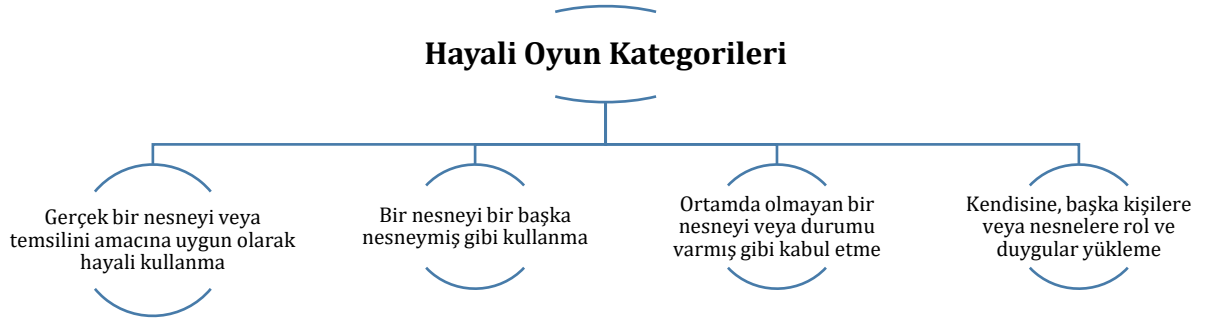 Hayali Oyun Kategorileri
Gerçek bir nesneyi veya
temsilini amacına uygun olarak
hayali kullanma
Bir nesneyi bir başka
nesneymiş gibi kullanma
Ortamda olmayan bir
nesneyi veya durumu
varmış gibi kabul etme
Kendisine, başka kişilere
veya nesnelere rol ve
duygular yükleme